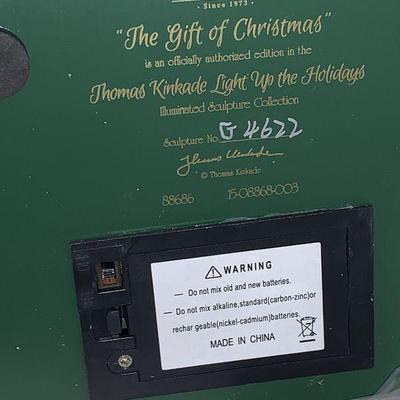 · Since 1973 ·
"The Gift of Christmas"
is an officially authorized edition in the
Thomas Kinkade Light Up the Holidays
Illuminated Sculpture Collection
Sculpture No. G 4622
Thomas Kinkade
© Thomas Kinkade
88686 15-08868-003
⚠ WARNING
— Do not mix old and new batteries.
— Do not mix alkaline,standard(carbon-zinc)or
rechar geable(nickel-cadmium)batteries.
MADE IN CHINA